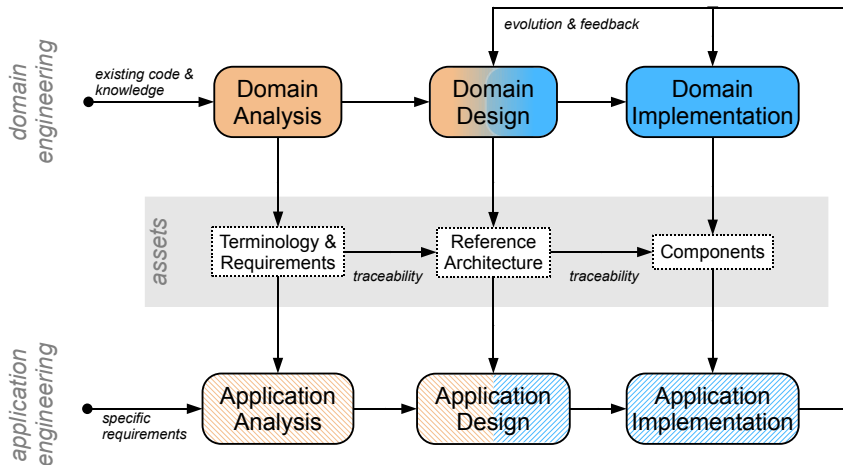 evolution & feedback
domain
engineering
existing code &
knowledge
Domain
Analysis
Domain
Design
Domain
Implementation
assets
Terminology &
Requirements
traceability
Reference
Architecture
traceability
Components
application
engineering
specific
requirements
Application
Analysis
Application
Design
Application
Implementation